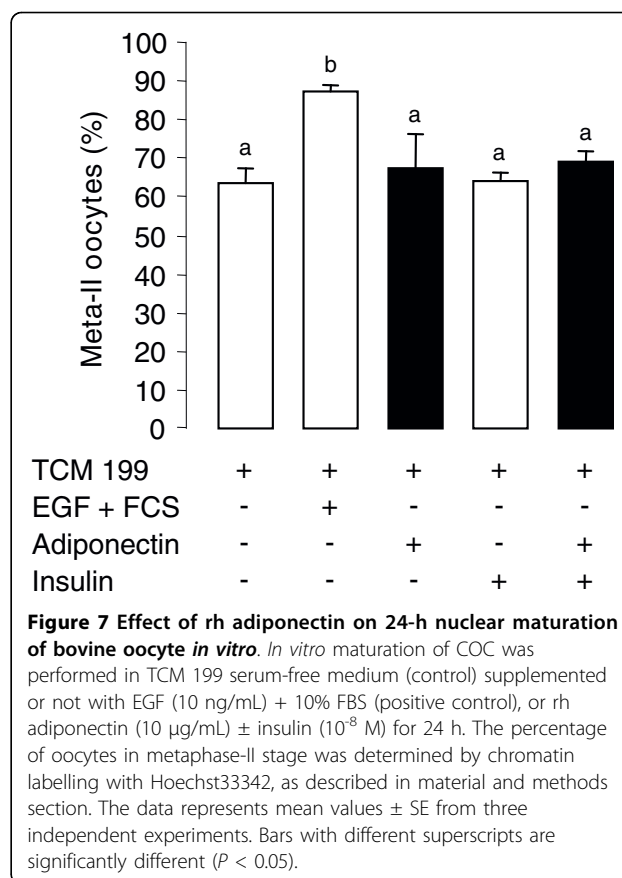 100
90
80
70
60
50
40
30
20
10
0
Meta-II oocytes (%)
a
b
a
a
a
TCM 199 + + + + +
EGF + FCS - + - - -
Adiponectin - - + - +
Insulin - - - + +
Figure 7 Effect of rh adiponectin on 24-h nuclear maturation
of bovine oocyte in vitro. In vitro maturation of COC was
performed in TCM 199 serum-free medium (control) supplemented
or not with EGF (10 ng/mL) + 10% FBS (positive control), or rh
adiponectin (10 μg/mL) ± insulin (10⁻⁸ M) for 24 h. The percentage
of oocytes in metaphase-II stage was determined by chromatin
labelling with Hoechst33342, as described in material and methods
section. The data represents mean values ± SE from three
independent experiments. Bars with different superscripts are
significantly different (P < 0.05).